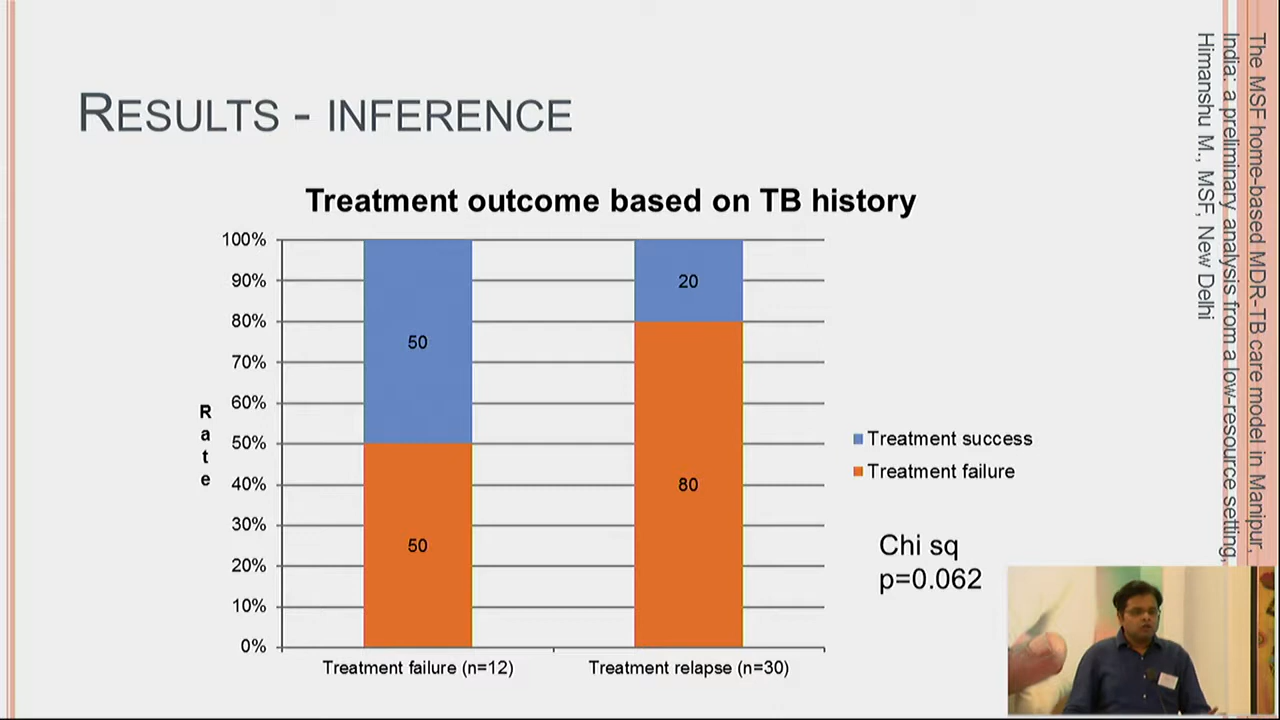 RESULTS - INFERENCE
Treatment outcome based on TB history
100%
90%
80%
70%
60%
50%
40%
30%
20%
10%
0%
Rate
50
50
20
80
Treatment failure (n=12)
Treatment relapse (n=30)
Treatment success
Treatment failure
Chi sq
p=0.062
The MSF home-based MDR-TB care model in Manipur,
India: a preliminary analysis from a low-resource setting,
Himanshu M., MSF, New Delhi